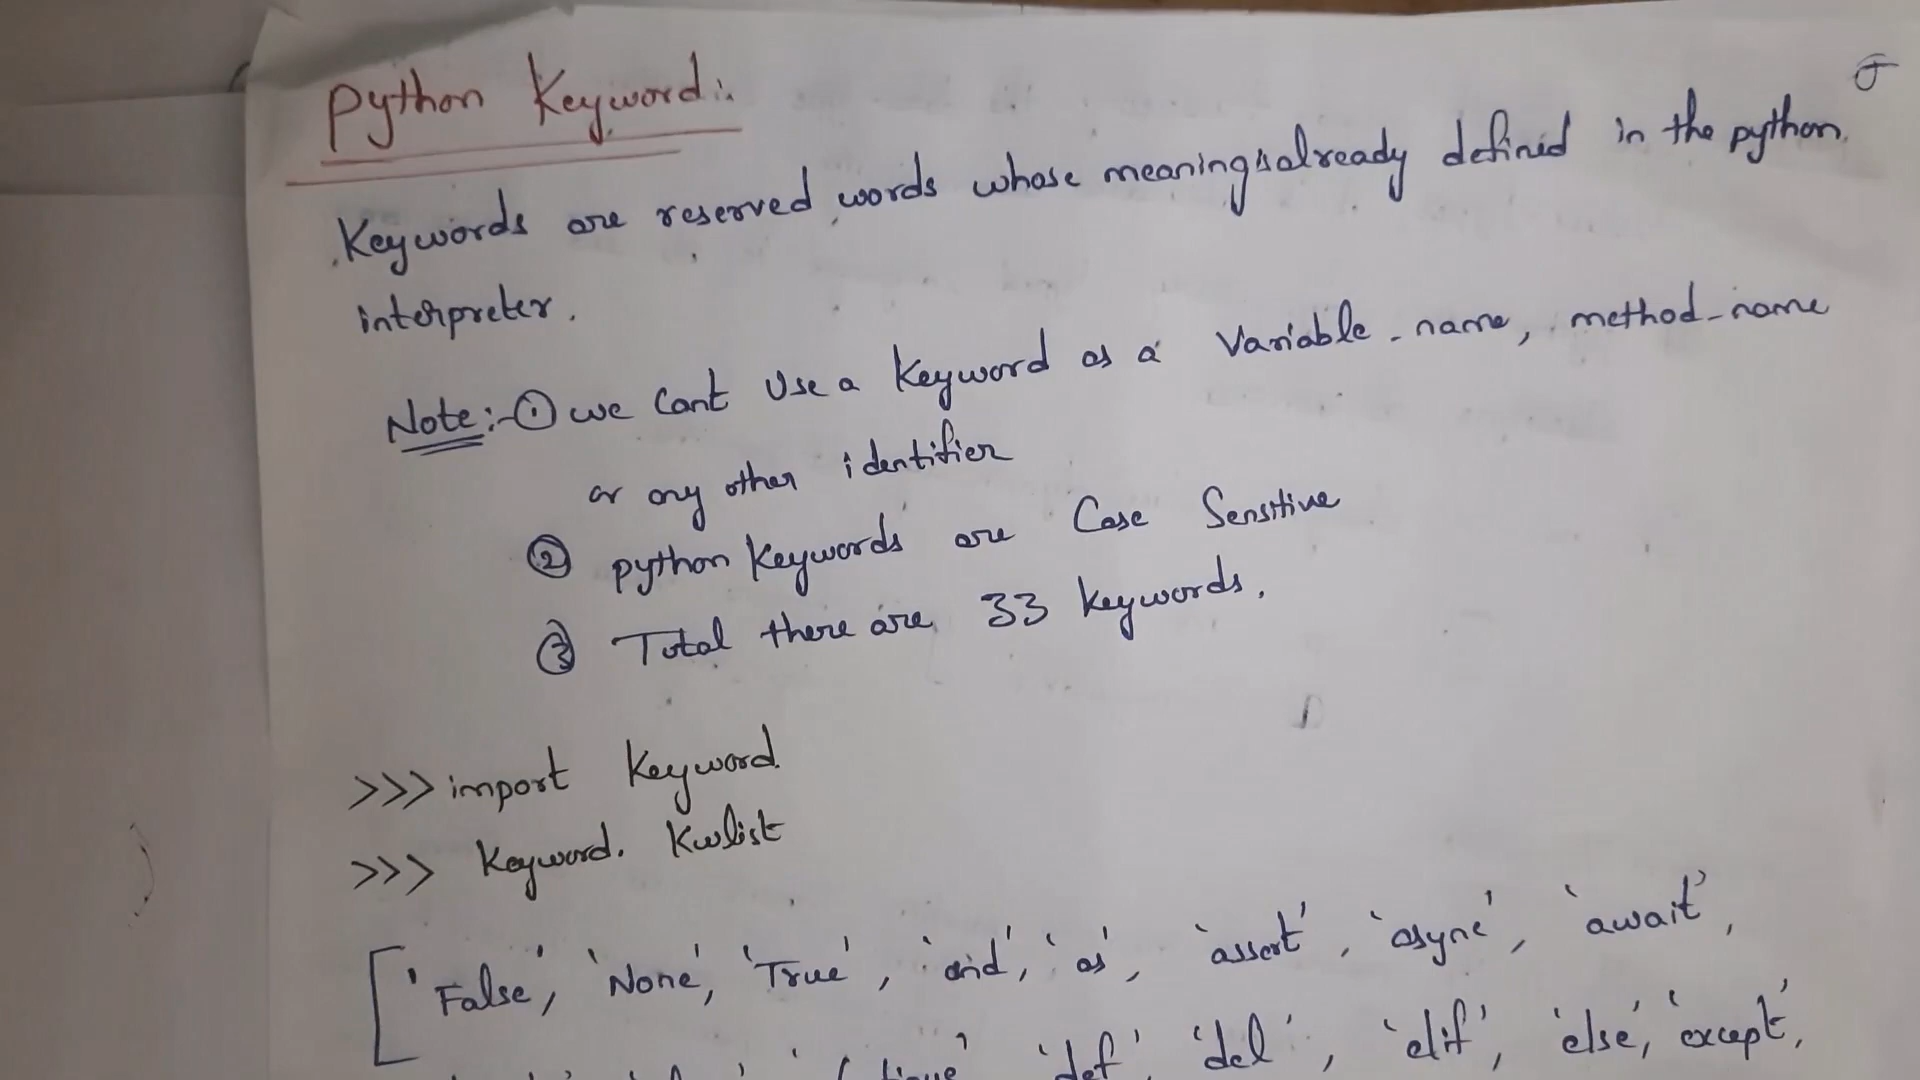 Python Keyword:.
Keywords are reserved words whose meaning is already defined in the python
interpreter.
Note:- ① we Cant Use a Keyword as a Variable-name, method-name
or any other identifier
② python Keywords are Case Sensitive
③ Total there are 33 keywords.
>>> import Keyword
>>> Keyword. Kwlist
['False', 'None', 'True', 'and', 'as', 'assert', 'async', 'await',
'def', 'del', 'elif', 'else', 'except',